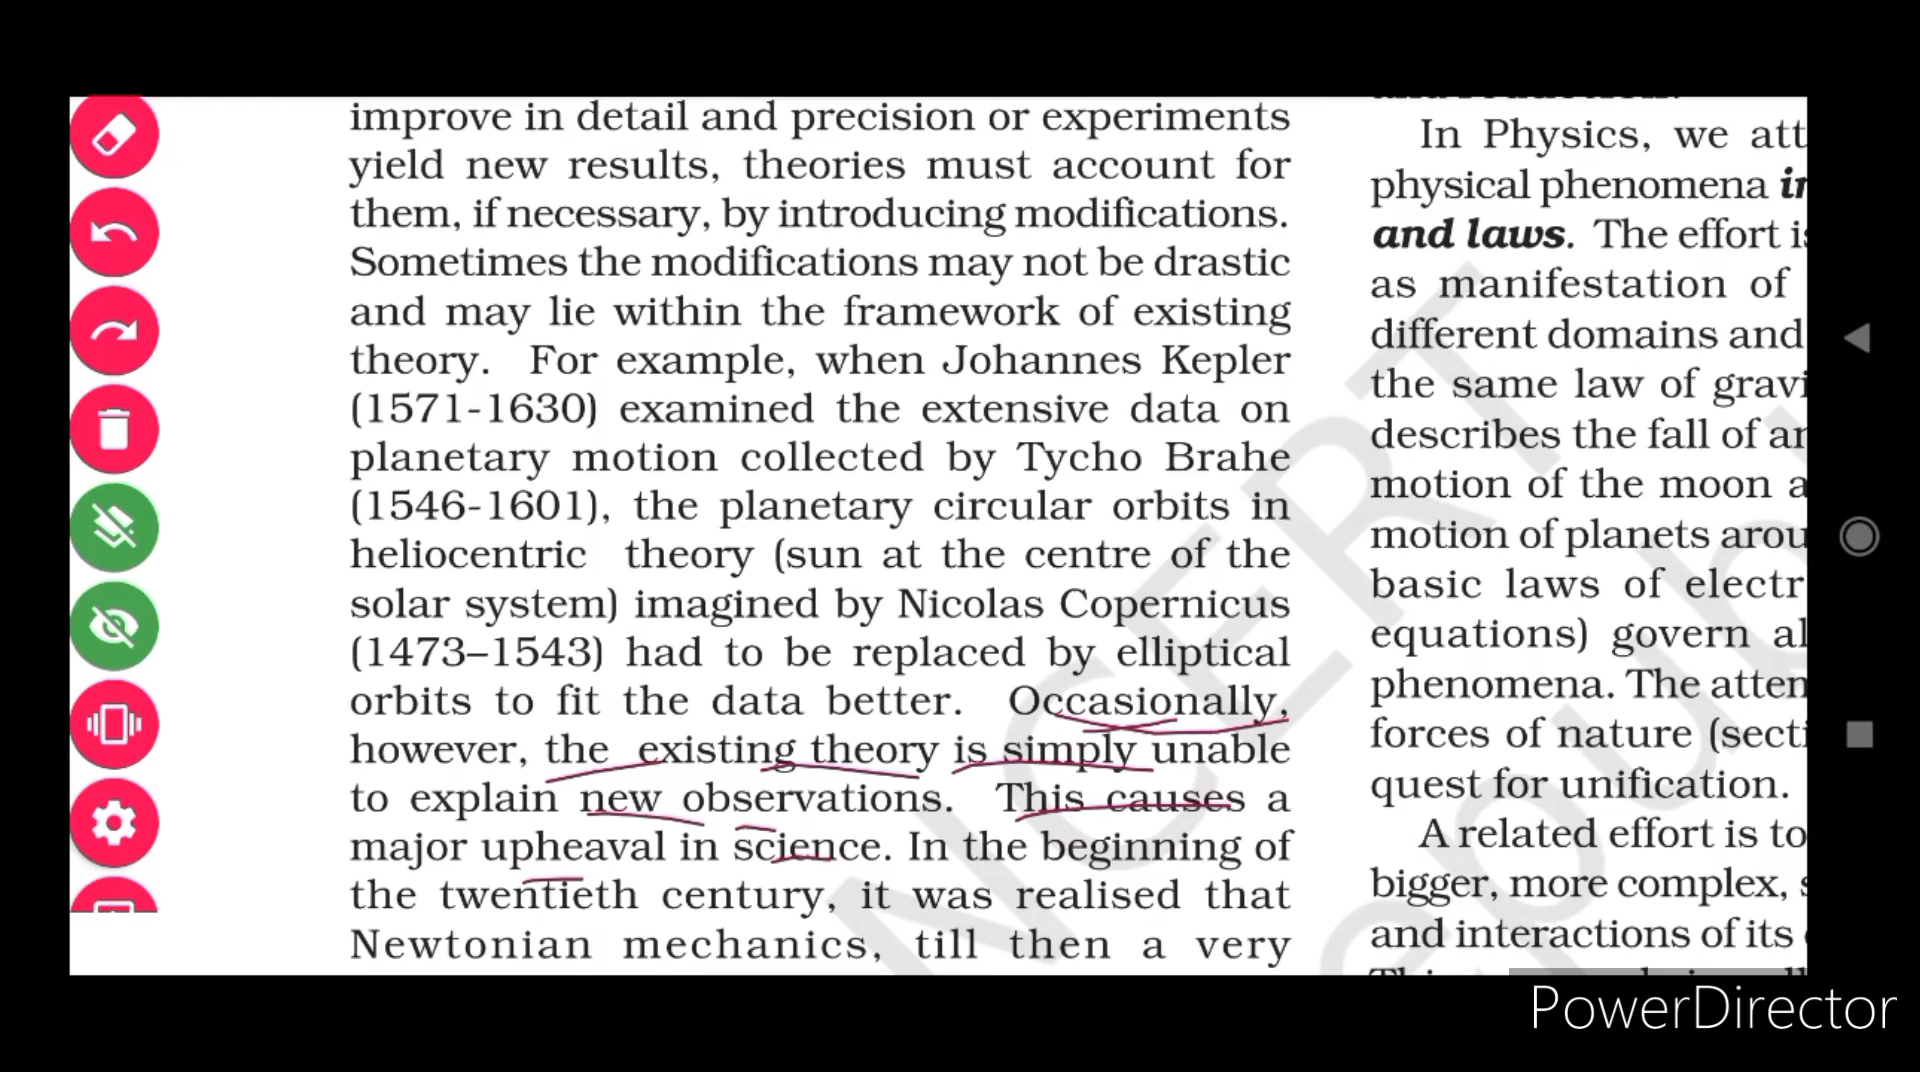 improve in detail and precision or experiments
yield new results, theories must account for
them, if necessary, by introducing modifications.
Sometimes the modifications may not be drastic
and may lie within the framework of existing
theory. For example, when Johannes Kepler
(1571-1630) examined the extensive data on
planetary motion collected by Tycho Brahe
(1546-1601), the planetary circular orbits in
heliocentric theory (sun at the centre of the
solar system) imagined by Nicolas Copernicus
(1473–1543) had to be replaced by elliptical
orbits to fit the data better. Occasionally,
however, the existing theory is simply unable
to explain new observations. This causes a
major upheaval in science. In the beginning of
the twentieth century, it was realised that
Newtonian mechanics, till then a very
In Physics, we att
physical phenomena
and laws. The effort is
as manifestation of
different domains and
the same law of gravi
describes the fall of
motion of the moon a
motion of planets arou
basic laws of electr
equations) govern al
phenomena. The atten
forces of nature (secti
quest for unification.
A related effort is to
bigger, more complex,
and interactions of its
NCERT
PowerDirector